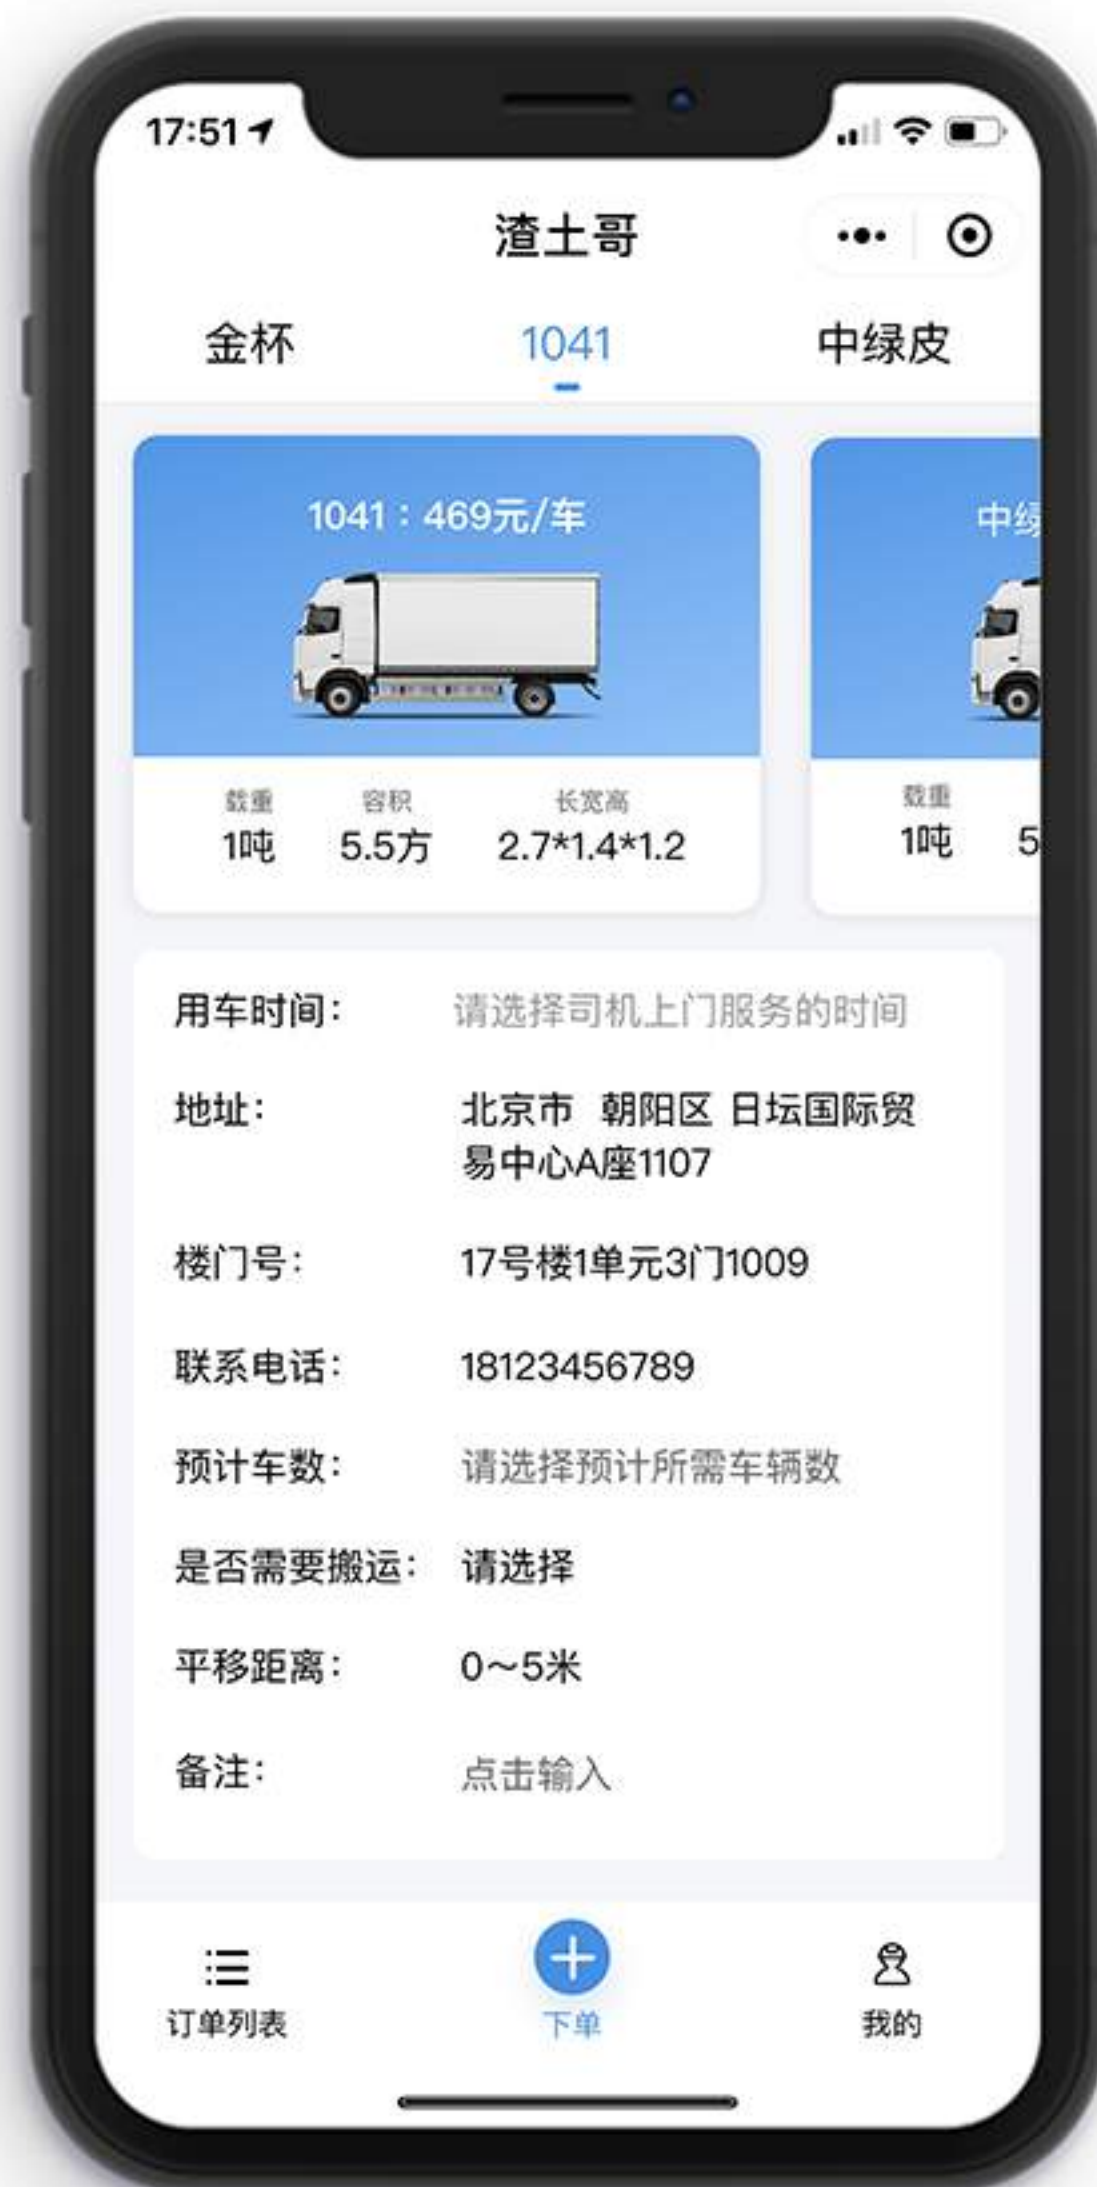 17:51
渣土哥
金杯 1041 中绿皮
1041：469元/车
中绿
载重 容积 长宽高
1吨 5.5方 2.7*1.4*1.2
载重
1吨 5
用车时间： 请选择司机上门服务的时间
地址： 北京市 朝阳区 日坛国际贸
易中心A座1107
楼门号： 17号楼1单元3门1009
联系电话： 18123456789
预计车数： 请选择预计所需车辆数
是否需要搬运： 请选择
平移距离： 0～5米
备注： 点击输入
订单列表 下单 我的